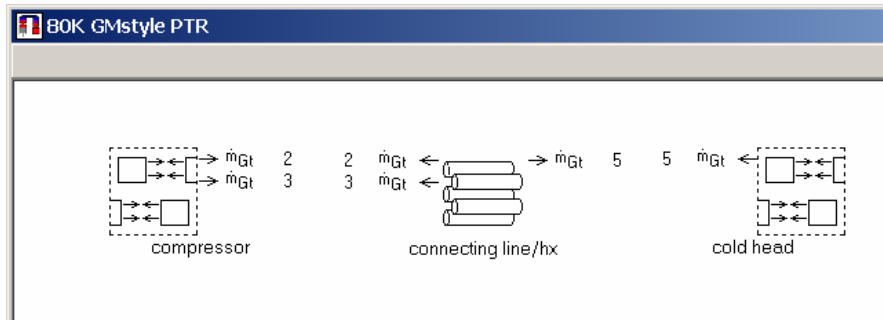 80K GMstyle PTR
ṁGt 2 2 ṁGt ṁGt 5 5 ṁGt
ṁGt 3 3 ṁGt
compressor connecting line/hx cold head